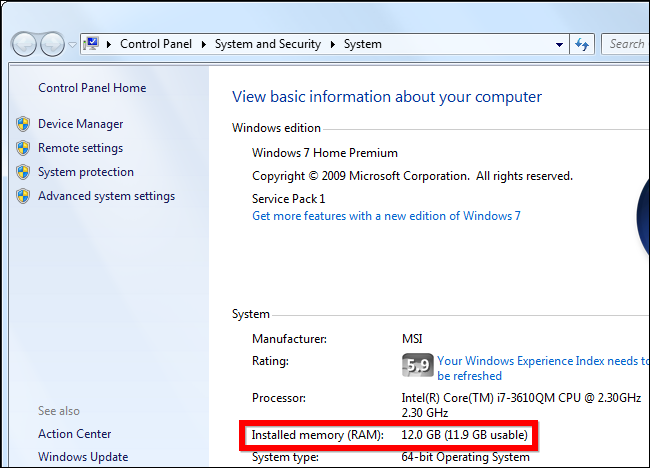 Control Panel ▸ System and Security ▸ System
Search
Control Panel Home
Device Manager
Remote settings
System protection
Advanced system settings
See also
Action Center
Windows Update
View basic information about your computer
Windows edition
Windows 7 Home Premium
Copyright © 2009 Microsoft Corporation. All rights reserved.
Service Pack 1
Get more features with a new edition of Windows 7
System
Manufacturer: MSI
Rating: 5.9 Your Windows Experience Index needs to
be refreshed
Processor: Intel(R) Core(TM) i7-3610QM CPU @ 2.30GHz
2.30 GHz
Installed memory (RAM): 12.0 GB (11.9 GB usable)
System type: 64-bit Operating System